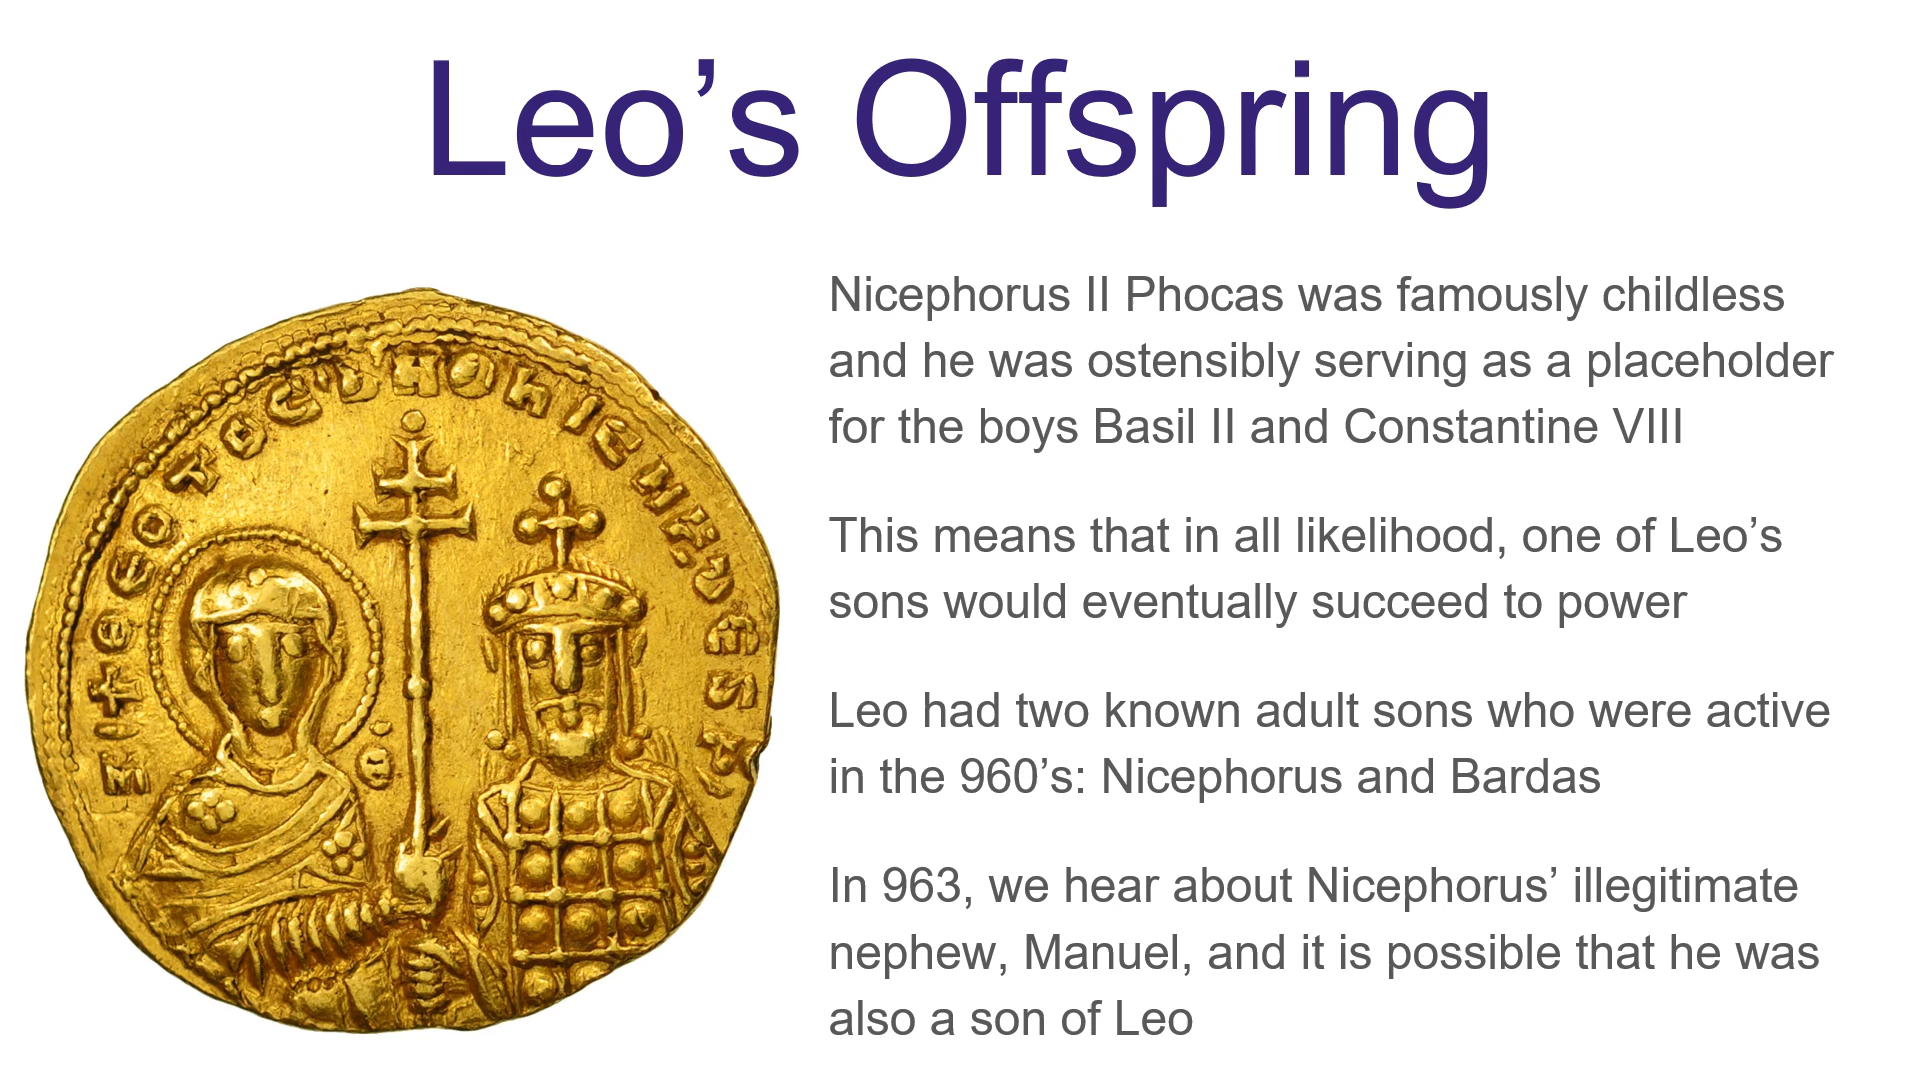 Leo’s Offspring
Nicephorus II Phocas was famously childless
and he was ostensibly serving as a placeholder
for the boys Basil II and Constantine VIII
This means that in all likelihood, one of Leo’s
sons would eventually succeed to power
Leo had two known adult sons who were active
in the 960’s: Nicephorus and Bardas
In 963, we hear about Nicephorus’ illegitimate
nephew, Manuel, and it is possible that he was
also a son of Leo